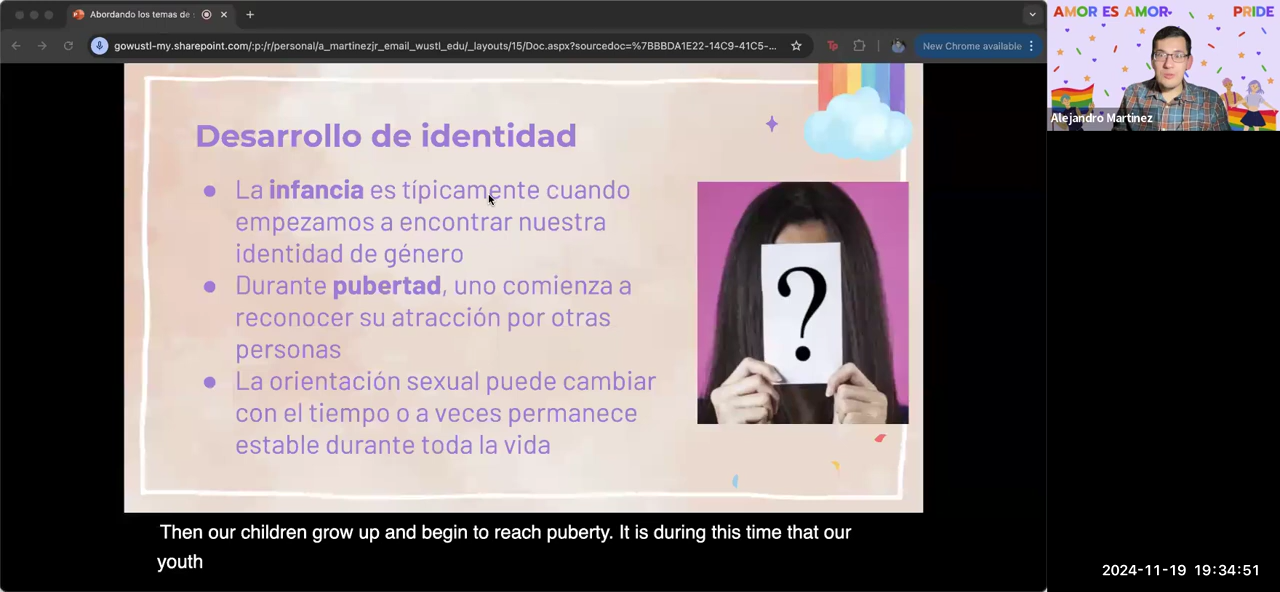 Abordando los temas de
gowustl-my.sharepoint.com/:p:/r/personal/a_martinezjr_email_wustl_edu/_layouts/15/Doc.aspx?sourcedoc=%7BBBDA1E22-14C9-41C5-...
New Chrome available
AMOR ES AMOR
PRIDE
Alejandro Martinez
Desarrollo de identidad
● La infancia es típicamente cuando
empezamos a encontrar nuestra
identidad de género
● Durante pubertad, uno comienza a
reconocer su atracción por otras
personas
● La orientación sexual puede cambiar
con el tiempo o a veces permanece
estable durante toda la vida
?
Then our children grow up and begin to reach puberty. It is during this time that our
youth
2024-11-19 19:34:51